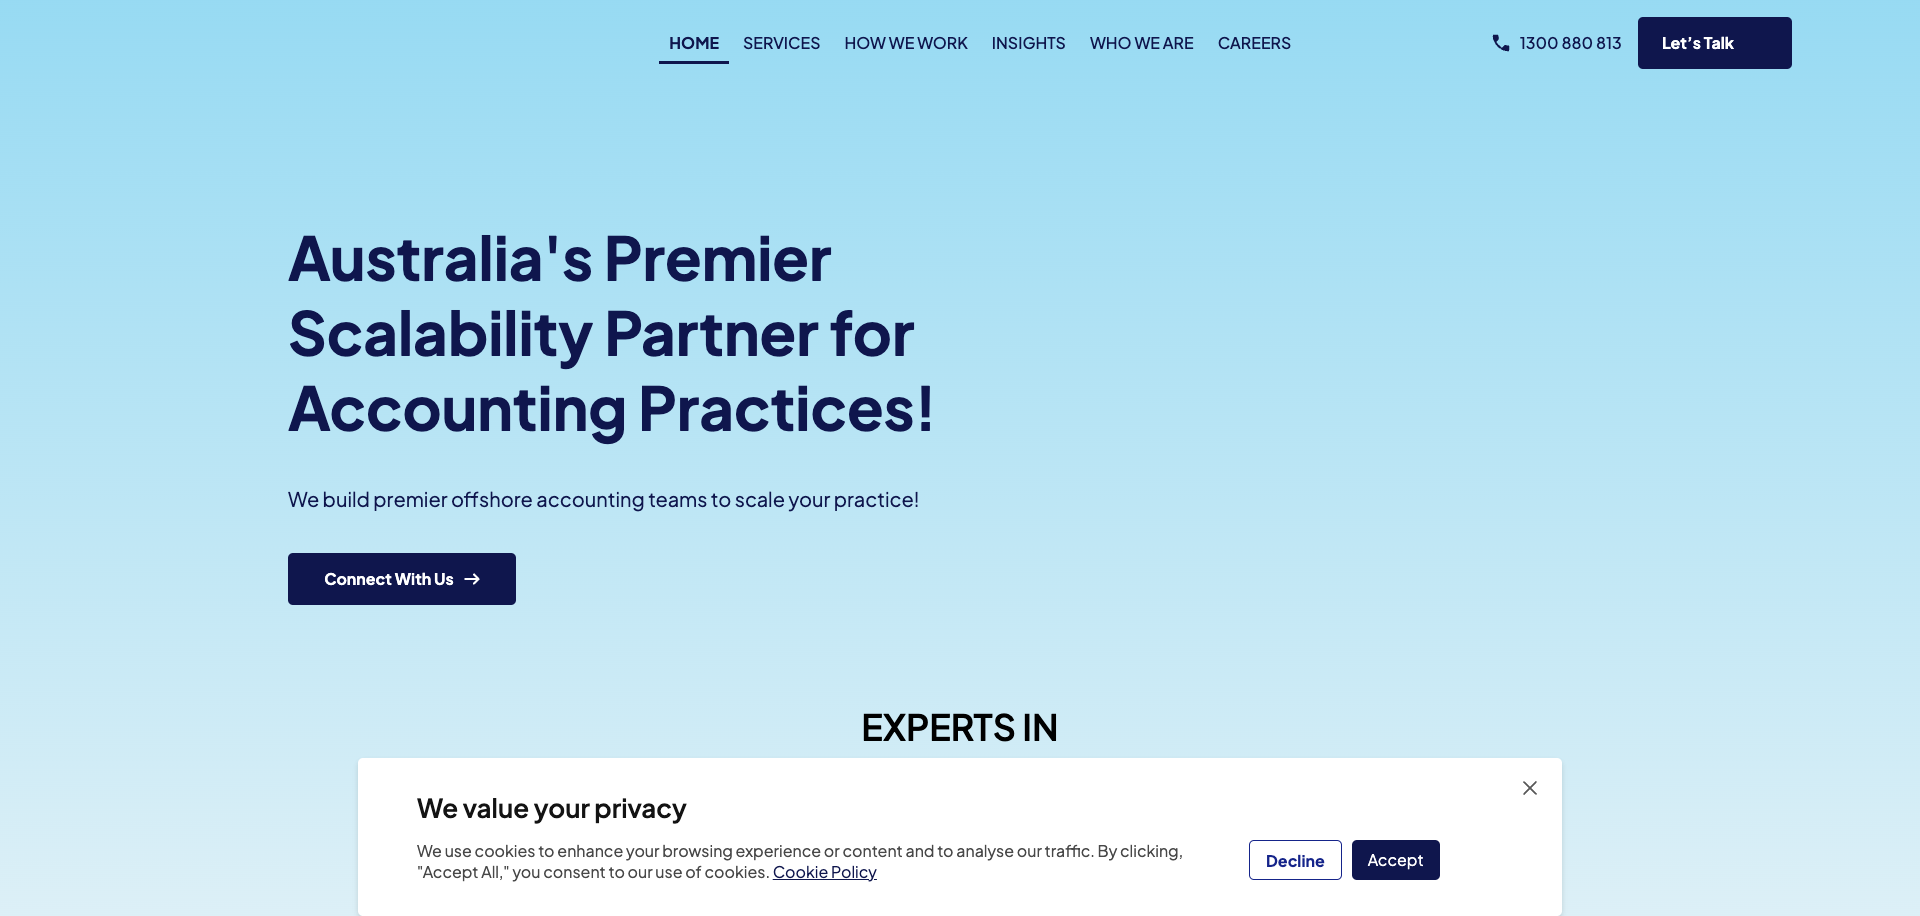 HOME SERVICES HOW WE WORK INSIGHTS WHO WE ARE CAREERS 1300 880 813 Let’s Talk
Australia's Premier
Scalability Partner for
Accounting Practices!
We build premier offshore accounting teams to scale your practice!
Connect With Us →
EXPERTS IN
We value your privacy
We use cookies to enhance your browsing experience or content and to analyse our traffic. By clicking,
"Accept All," you consent to our use of cookies. Cookie Policy
Decline Accept